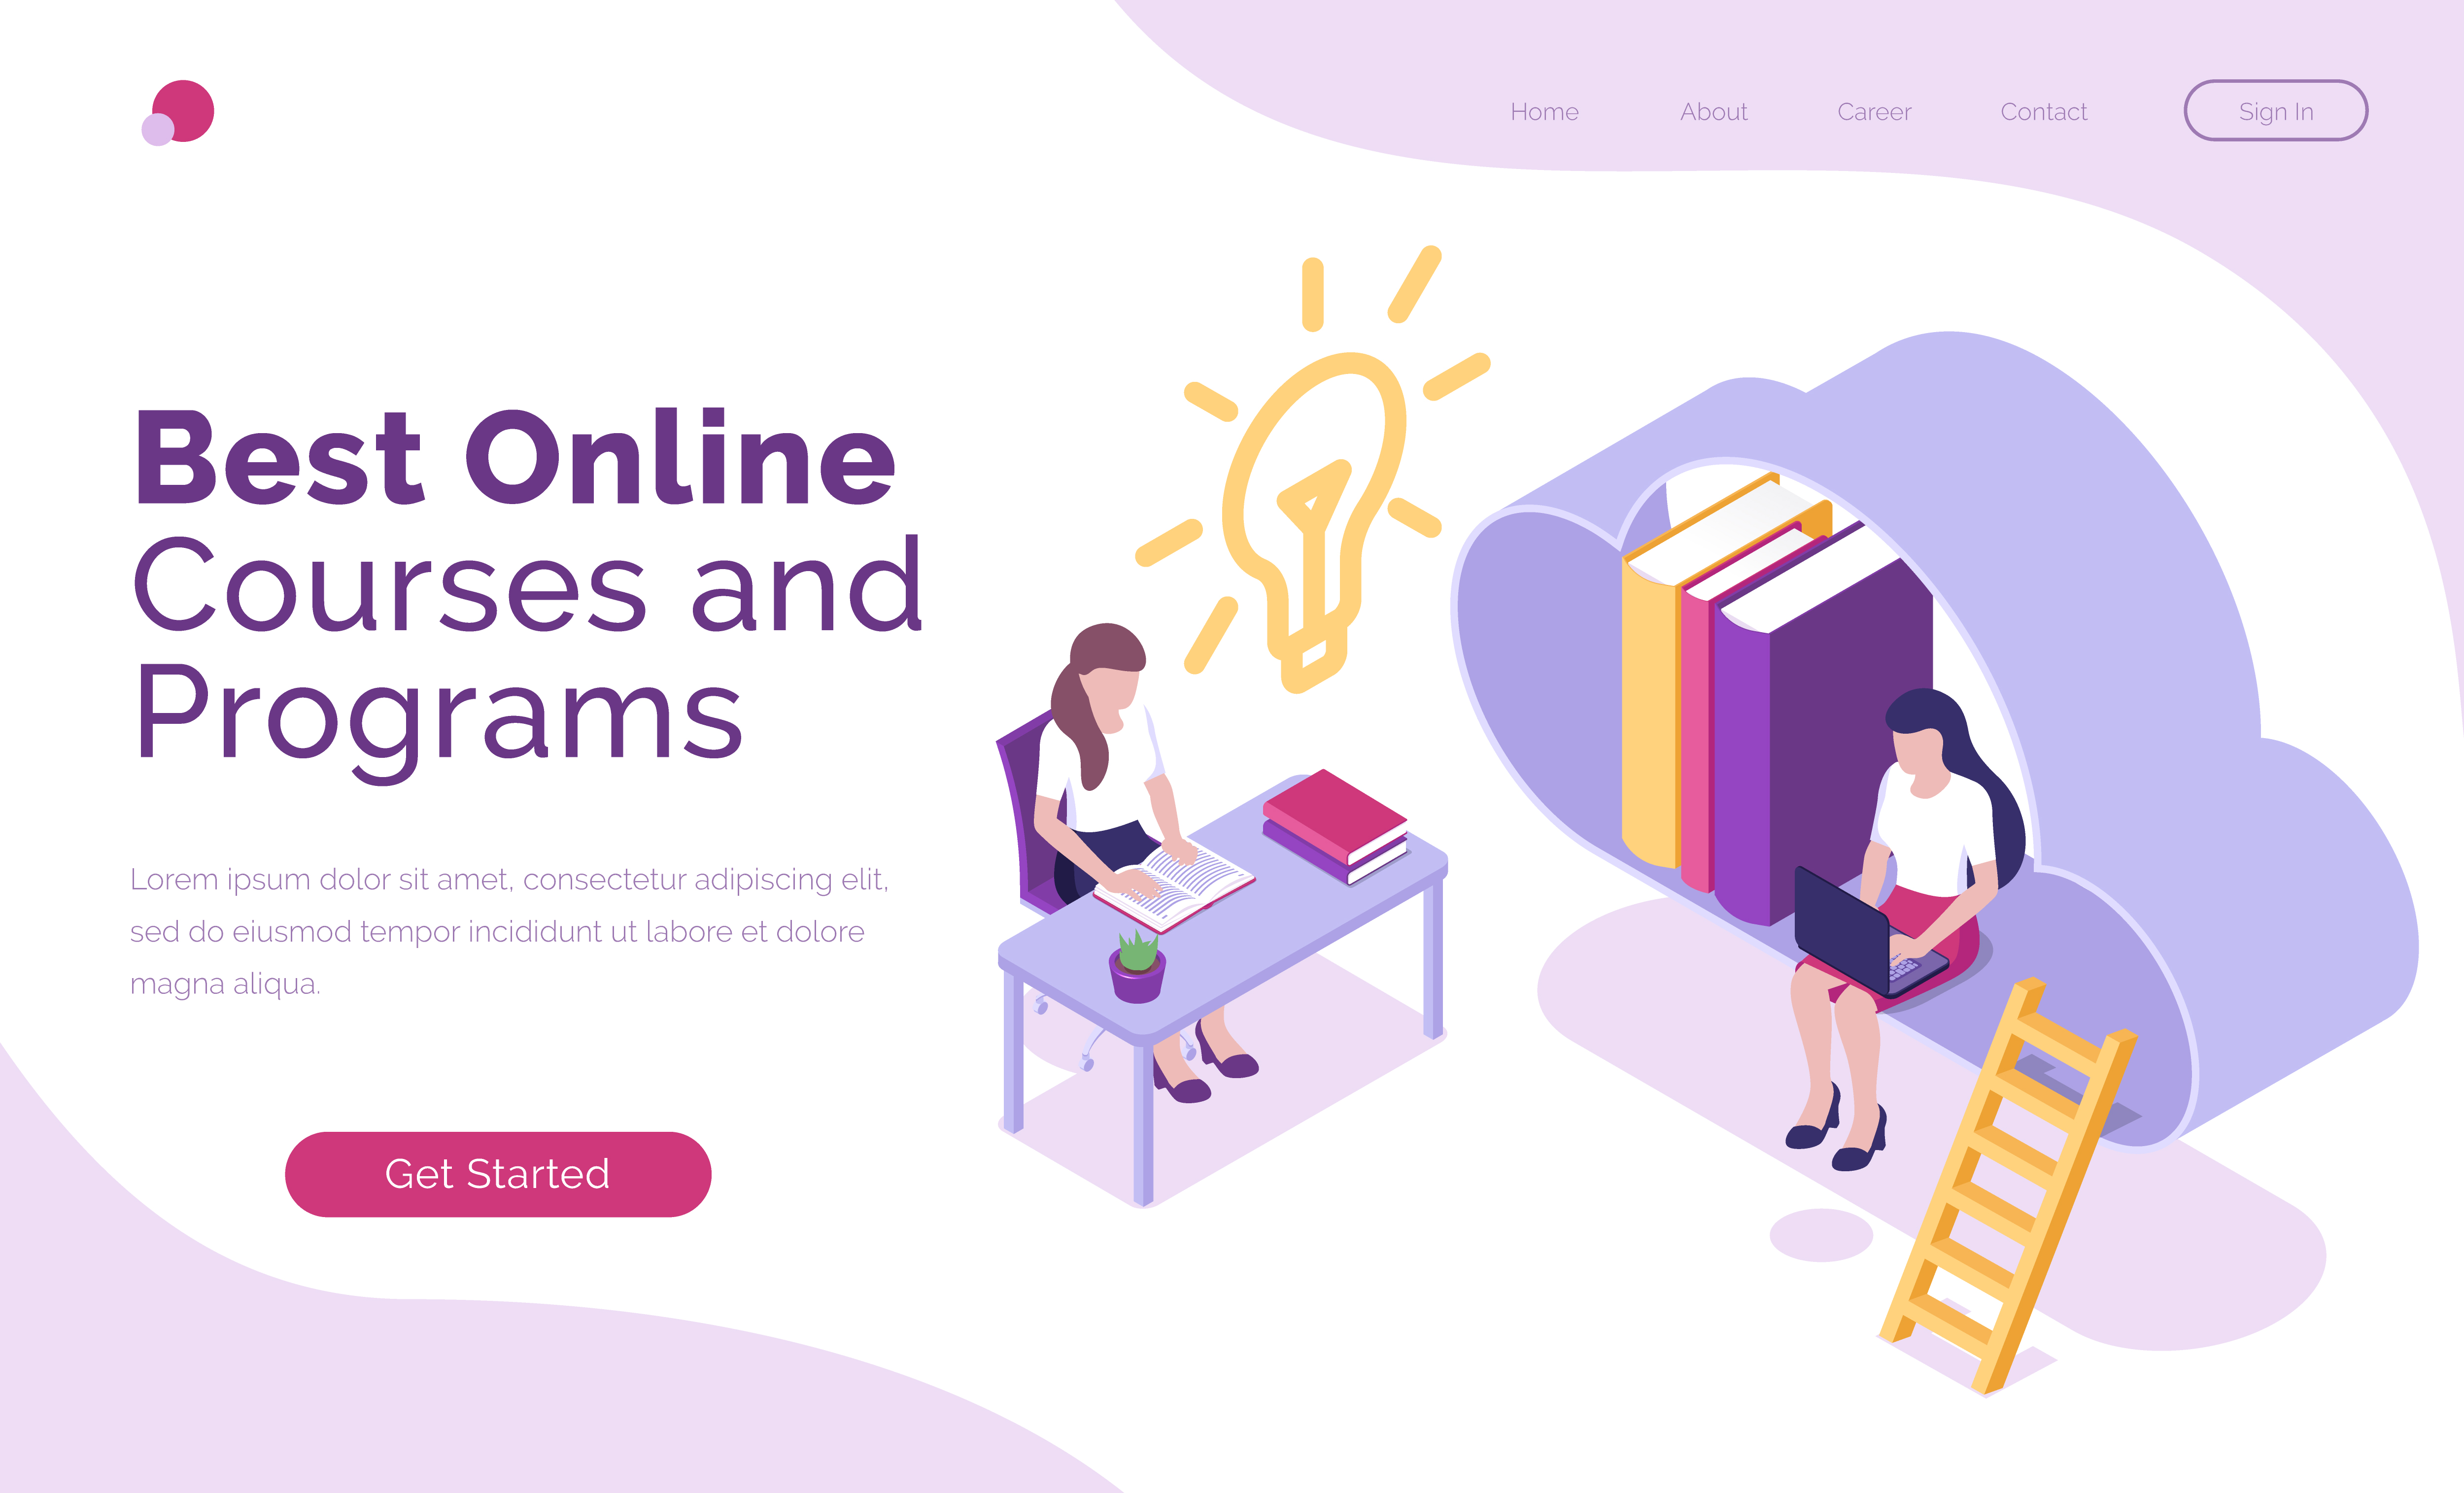 Home About Career Contact Sign In
Best Online
Courses and
Programs
Lorem ipsum dolor sit amet, consectetur adipiscing elit,
sed do eiusmod tempor incididunt ut labore et dolore
magna aliqua.
Get Started